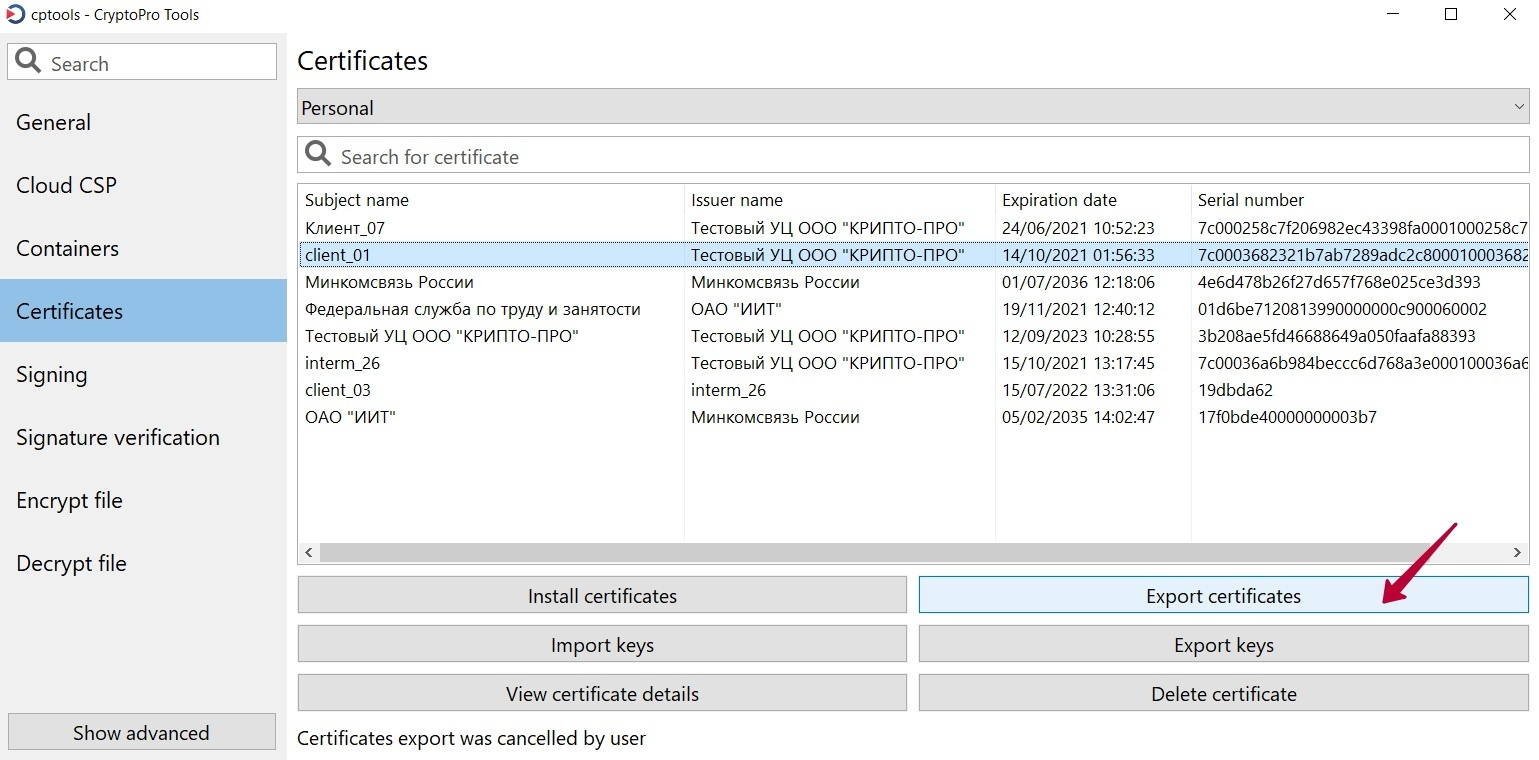 cptools - CryptoPro Tools
Search
General
Cloud CSP
Containers
Certificates
Signing
Signature verification
Encrypt file
Decrypt file
Show advanced
Certificates
Personal
Search for certificate
Subject name Issuer name Expiration date Serial number
Клиент_07 Тестовый УЦ ООО "КРИПТО-ПРО" 24/06/2021 10:52:23 7c000258c7f206982ec43398fa0001000258c7
client_01 Тестовый УЦ ООО "КРИПТО-ПРО" 14/10/2021 01:56:33 7c0003682321b7ab7289adc2c8000100036823
Минкомсвязь России Минкомсвязь России 01/07/2036 12:18:06 4e6d478b26f27d657f768e025ce3d393
Федеральная служба по труду и занятости ОАО "ИИТ" 19/11/2021 12:40:12 01d6be7120813990000000c900060002
Тестовый УЦ ООО "КРИПТО-ПРО" Тестовый УЦ ООО "КРИПТО-ПРО" 12/09/2023 10:28:55 3b208ae5fd46688649a050faafa88393
interm_26 Тестовый УЦ ООО "КРИПТО-ПРО" 15/10/2021 13:17:45 7c00036a6b984beccc6d768a3e000100036a6
client_03 interm_26 15/07/2022 13:31:06 19dbda62
ОАО "ИИТ" Минкомсвязь России 05/02/2035 14:02:47 17f0bde40000000003b7
Install certificates Export certificates
Import keys Export keys
View certificate details Delete certificate
Certificates export was cancelled by user